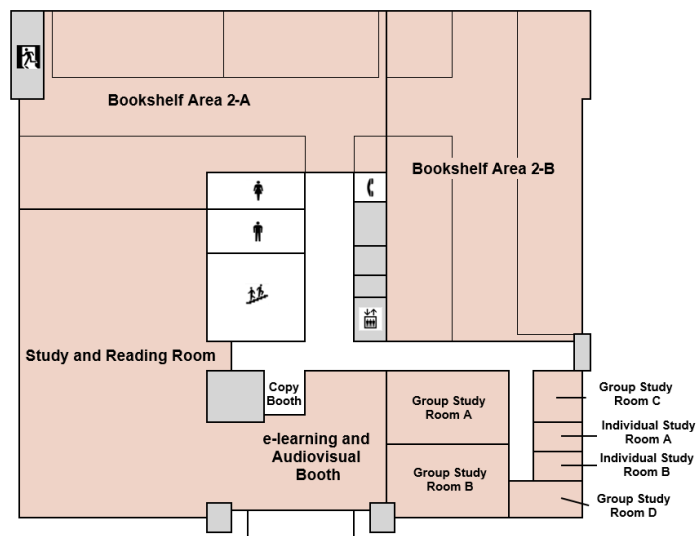 Bookshelf Area 2-A
Bookshelf Area 2-B
Study and Reading Room
Copy
Booth
e-learning and
Audiovisual
Booth
Group Study
Room A
Group Study
Room B
Group Study
Room C
Individual Study
Room A
Individual Study
Room B
Group Study
Room D